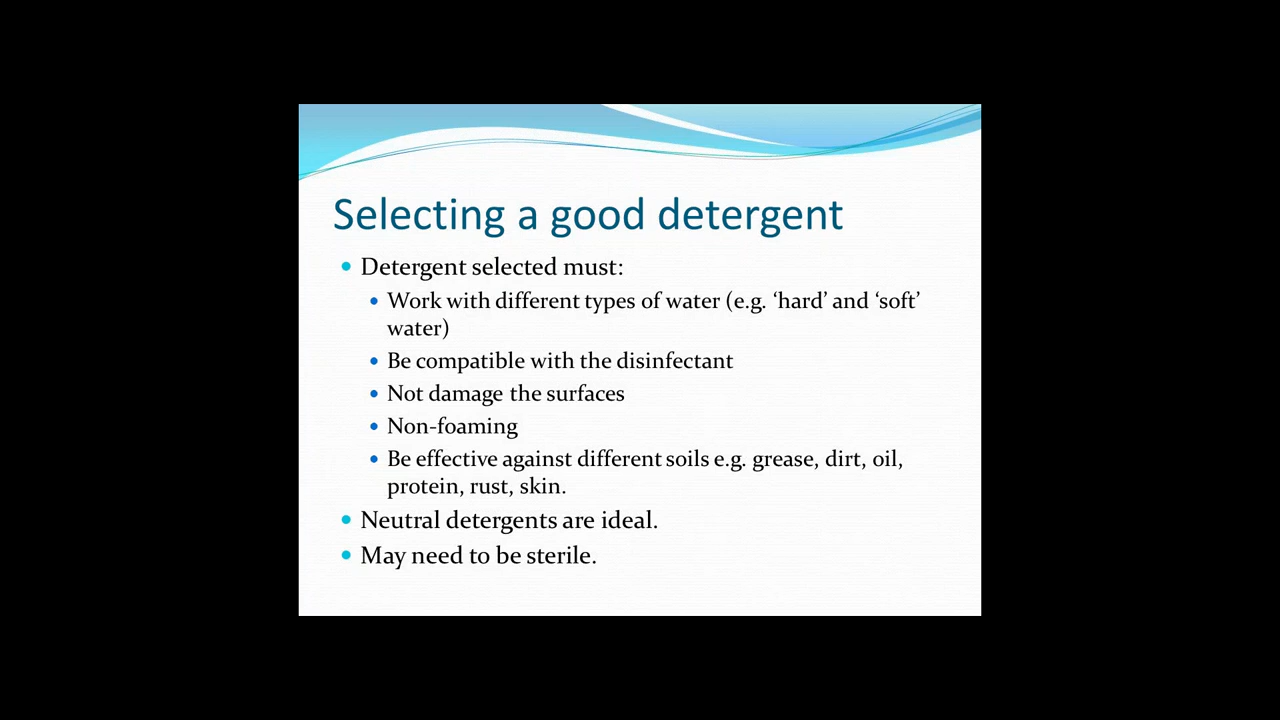 Selecting a good detergent
• Detergent selected must:
• Work with different types of water (e.g. ‘hard’ and ‘soft’
water)
• Be compatible with the disinfectant
• Not damage the surfaces
• Non-foaming
• Be effective against different soils e.g. grease, dirt, oil,
protein, rust, skin.
• Neutral detergents are ideal.
• May need to be sterile.